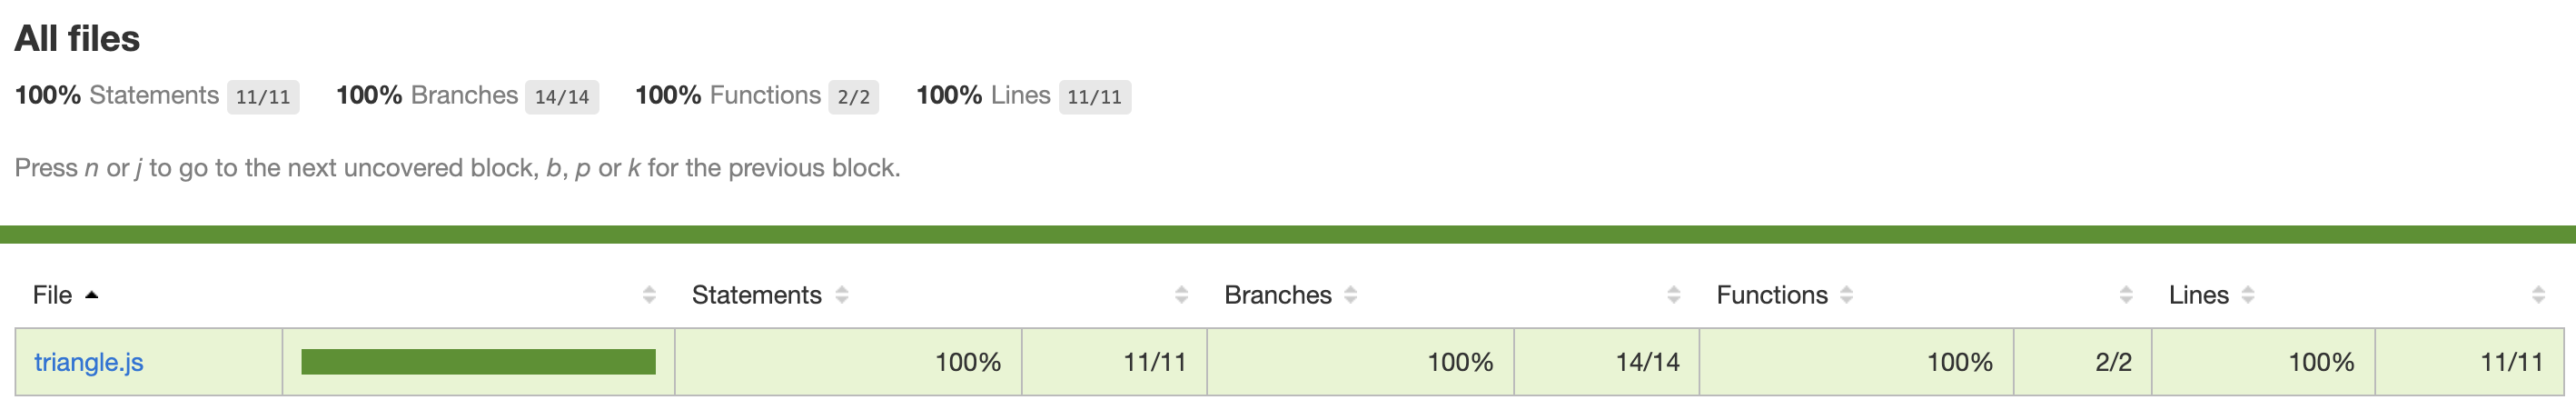 All files
100% Statements 11/11 100% Branches 14/14 100% Functions 2/2 100% Lines 11/11
Press n or j to go to the next uncovered block, b, p or k for the previous block.
File Statements Branches Functions Lines
triangle.js 100% 11/11 100% 14/14 100% 2/2 100% 11/11